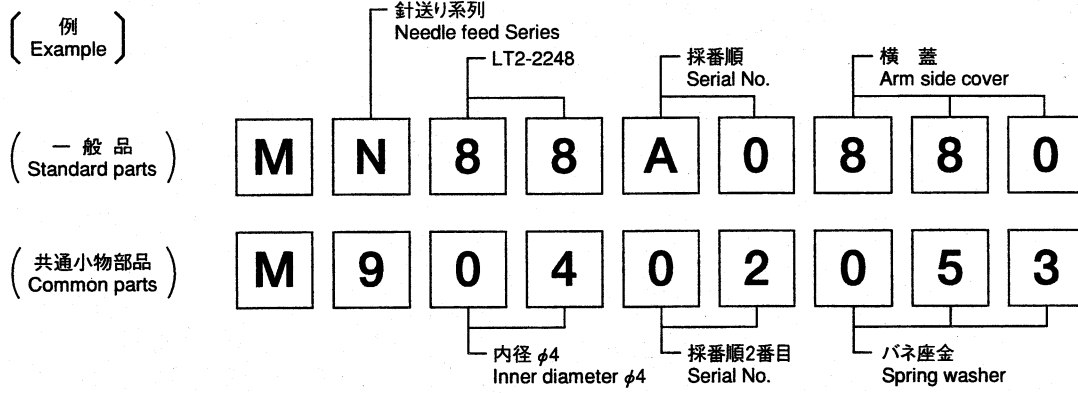 例
Example
針送り系列
Needle feed Series
LT2-2248
採番順
Serial No.
横 蓋
Arm side cover
一 般 品
Standard parts
M N 8 8 A 0 8 8 0
共通小物部品
Common parts
M 9 0 4 0 2 0 5 3
内径 φ4
Inner diameter φ4
採番順2番目
Serial No.
バネ座金
Spring washer